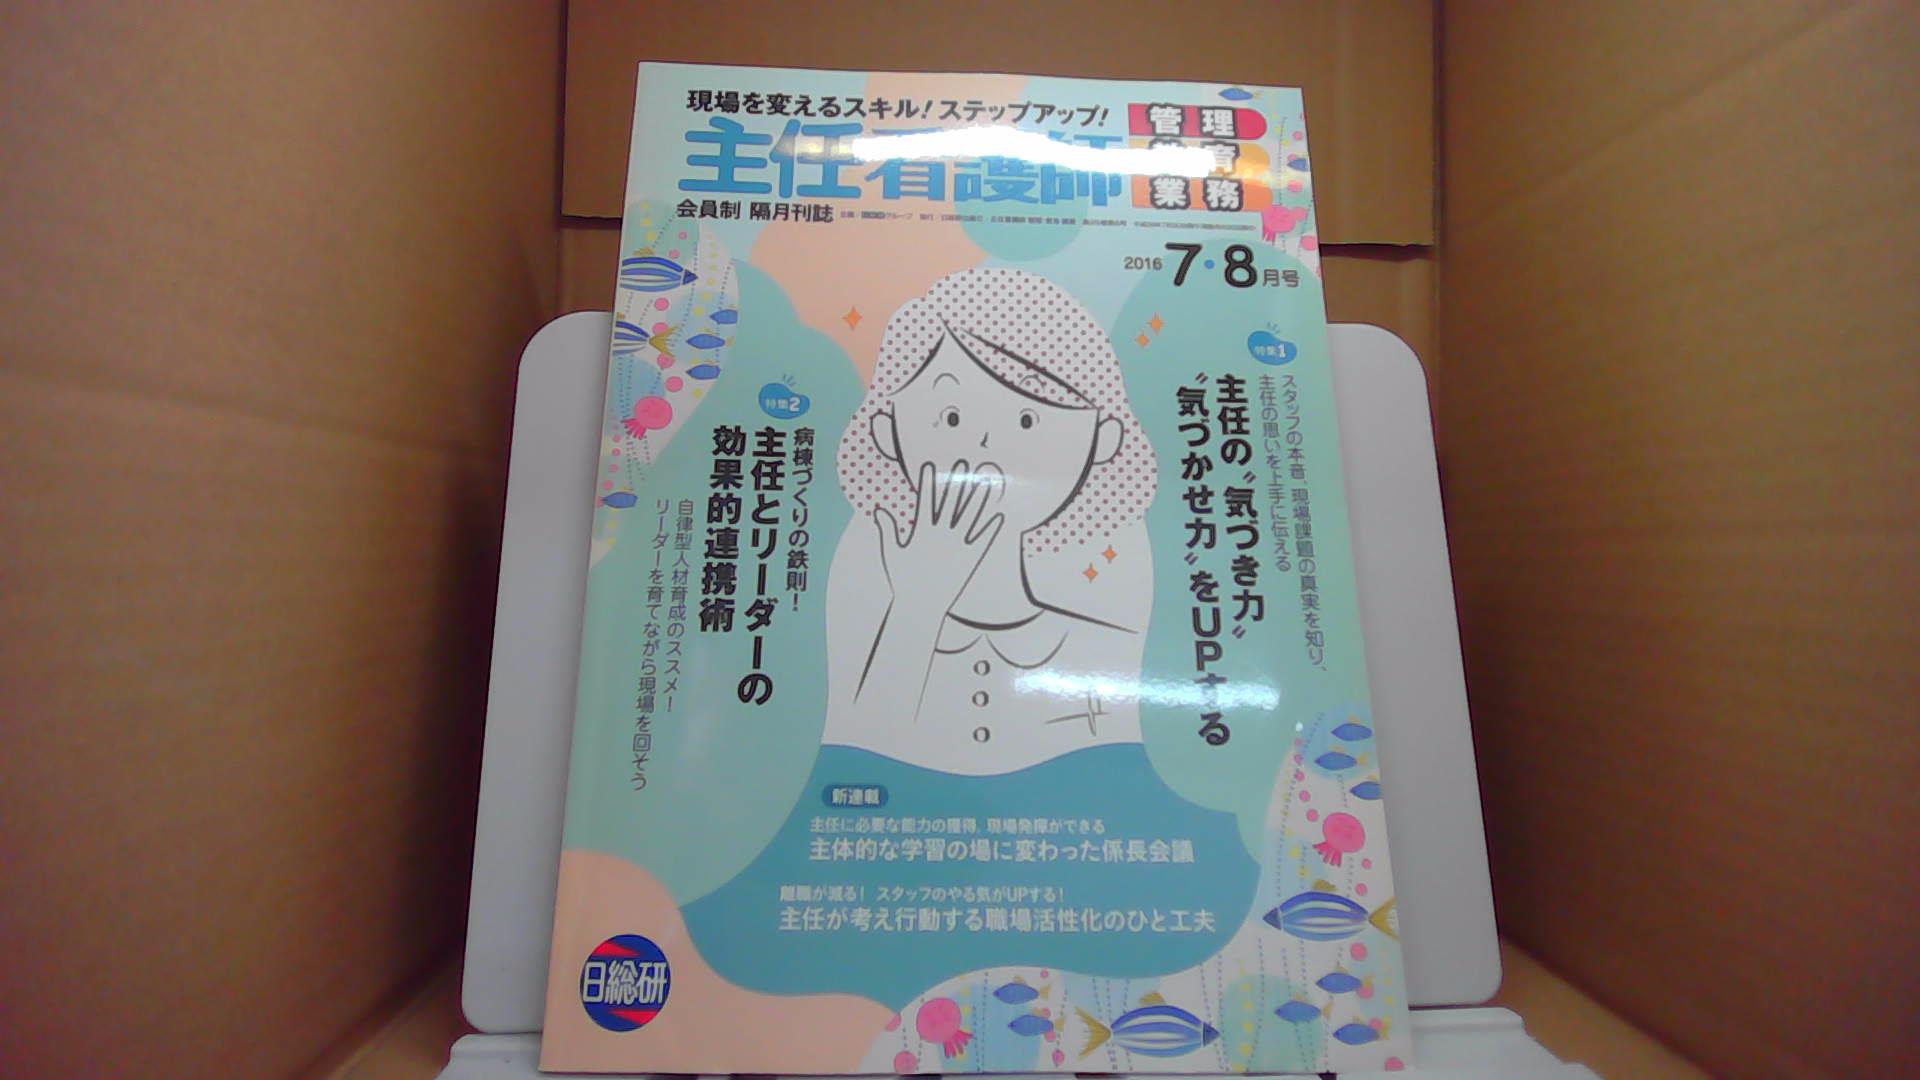 現場を変えるスキル!ステップアップ!
主任看護師
管理
教育
業務
会員制 隔月刊誌
2016 7・8月号
特集1
スタッフの本音、現場課題の真実を知り、
主任の思いを上手に伝える
主任の〝気づき力〟
〝気づかせ力〟をUPする
特集2
病棟づくりの鉄則!
主任とリーダーの
効果的連携術
自律型人材育成のススメ!
リーダーを育てながら現場を回そう
新連載
主任に必要な能力の獲得、現場発揮ができる
主体的な学習の場に変わった係長会議
離職が減る! スタッフのやる気がUPする!
主任が考え行動する職場活性化のひと工夫
日総研